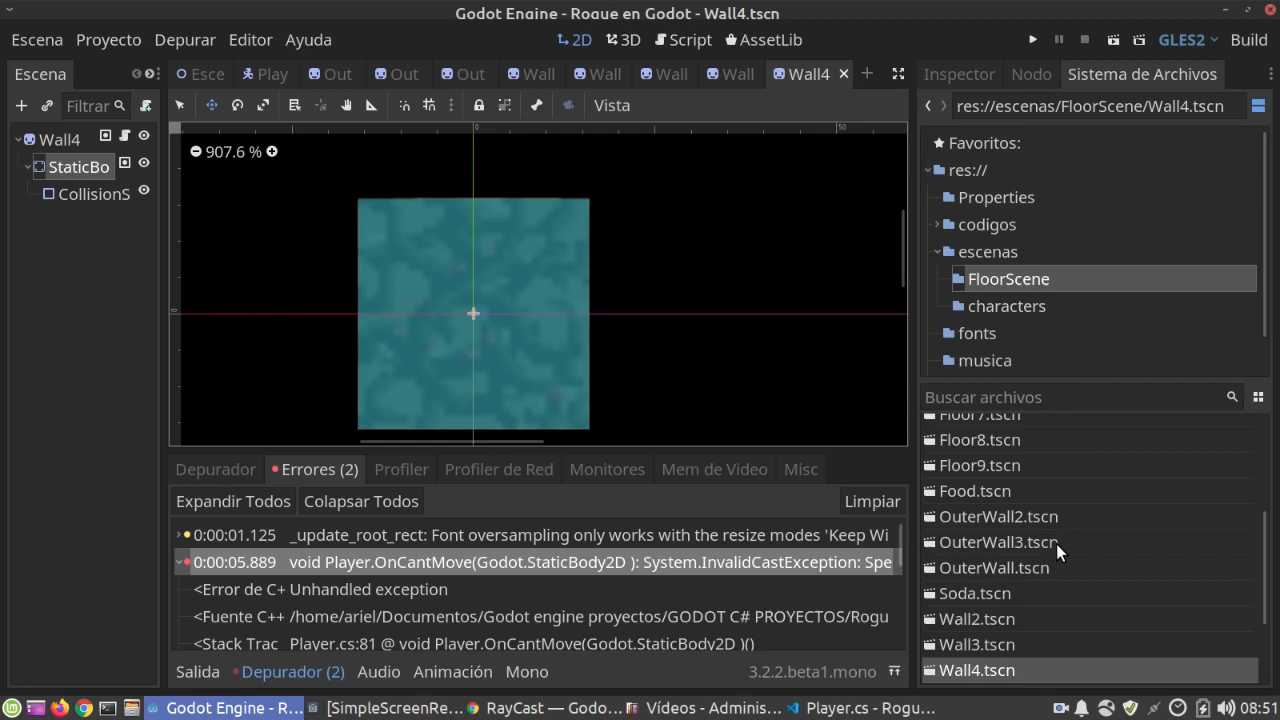 Godot Engine - Rogue en Godot - Wall4.tscn
Escena Proyecto Depurar Editor Ayuda 2D 3D Script AssetLib GLES2 Build
Escena Esce Play Out Out Out Wall Wall Wall Wall Wall4 Inspector Nodo Sistema de Archivos
Filtrar Vista res://escenas/FloorScene/Wall4.tscn
0 50
Wall4
StaticBo
CollisionS
907.6 %
0
Favoritos:
res://
Properties
codigos
escenas
FloorScene
characters
fonts
musica
Buscar archivos
Floor7.tscn
Floor8.tscn
Floor9.tscn
Food.tscn
OuterWall2.tscn
OuterWall3.tscn
OuterWall.tscn
Soda.tscn
Wall2.tscn
Wall3.tscn
Wall4.tscn
Depurador Errores (2) Profiler Profiler de Red Monitores Mem de Video Misc
Expandir Todos Colapsar Todos Limpiar
0:00:01.125 _update_root_rect: Font oversampling only works with the resize modes 'Keep Wi
0:00:05.889 void Player.OnCantMove(Godot.StaticBody2D ): System.InvalidCastException: Spe
<Error de C+ Unhandled exception
<Fuente C++ /home/ariel/Documentos/Godot engine proyectos/GODOT C# PROYECTOS/Rogu
<Stack Trac Player.cs:81 @ void Player.OnCantMove(Godot.StaticBody2D )()
Salida Depurador (2) Audio Animación Mono 3.2.2.beta1.mono
Godot Engine - R... [SimpleScreenRe... RayCast — Godo... Vídeos - Adminis... Player.cs - Rogu... 08:51